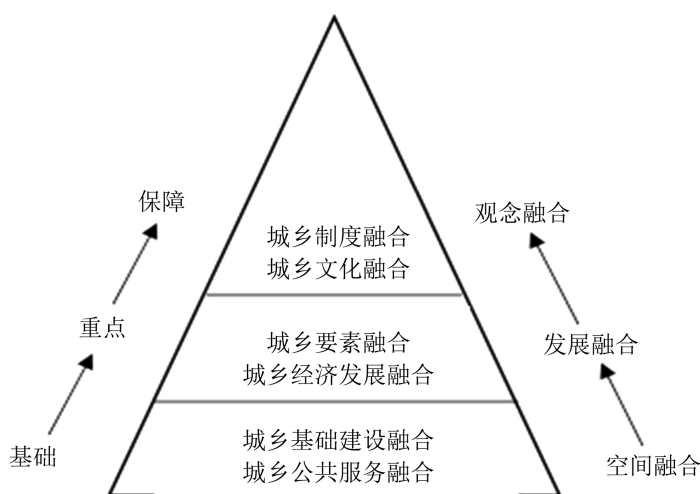 保障
观念融合
城乡制度融合
城乡文化融合
重点
发展融合
城乡要素融合
城乡经济发展融合
基础
空间融合
城乡基础建设融合
城乡公共服务融合